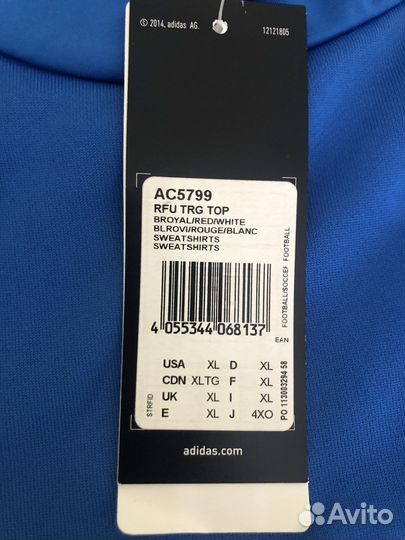 © 2014, adidas AG.
12121805
AC5799
RFU TRG TOP
BROYAL/RED/WHITE
BLROVI/ROUGE/BLANC
SWEATSHIRTS
SWEATSHIRTS
FOOTBALL/SOCCER FOOTBALL
4 055344 068137
EAN
USA XL D XL
CDN XLTG F XL
UK XL I XL
E XL J 4XO
STRFID
PO 113003294 58
adidas.com
Avito